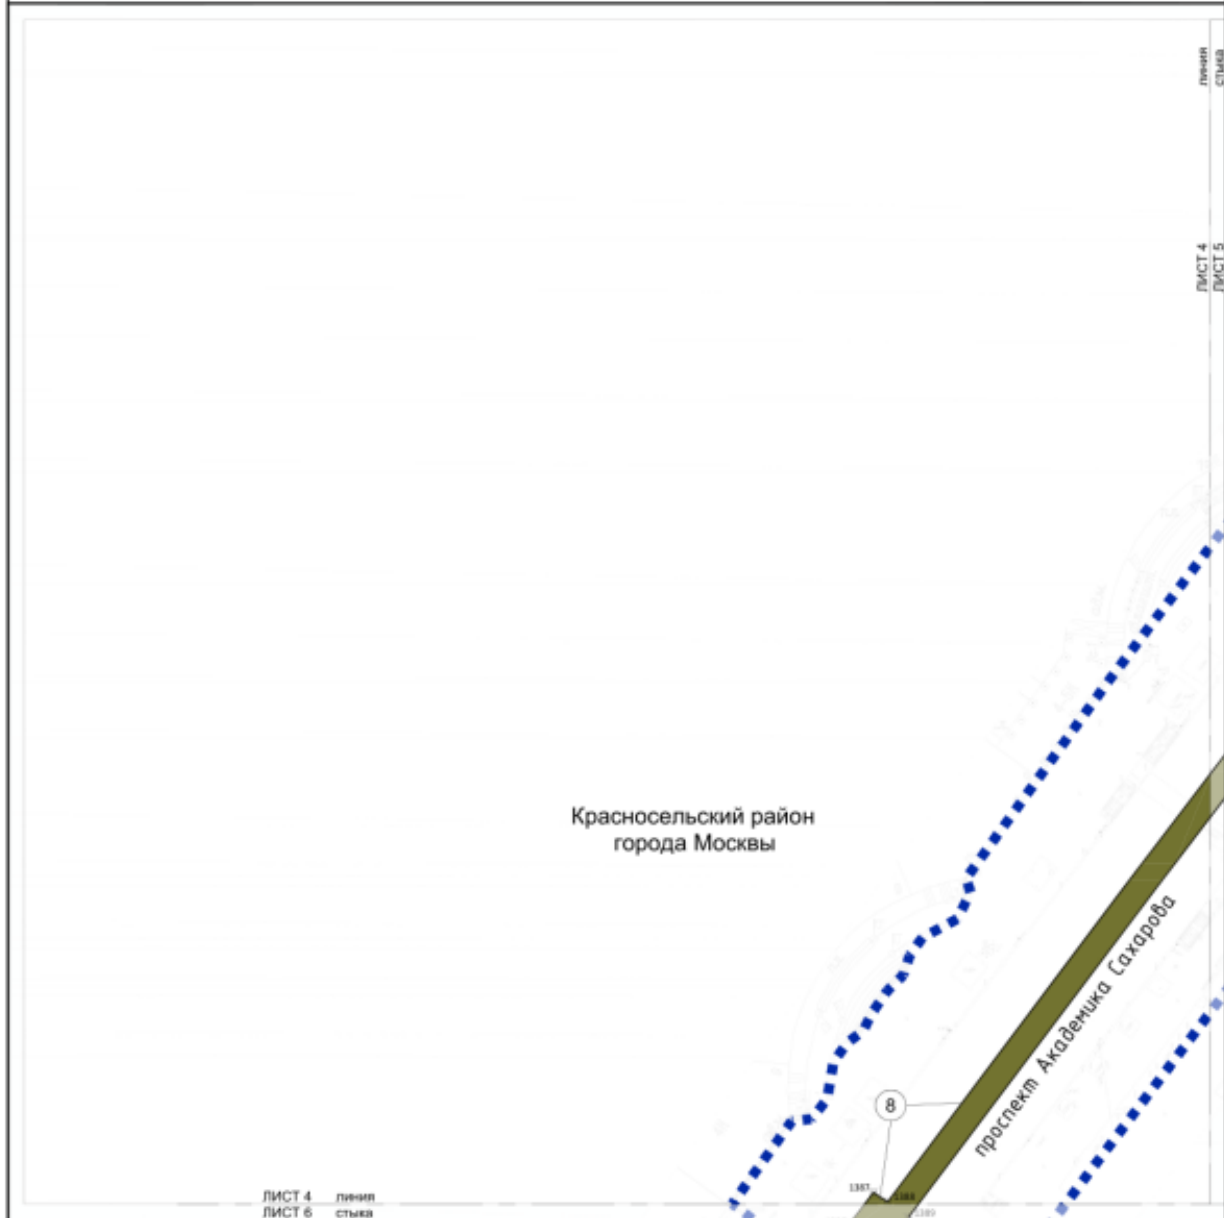 линия
стыка
ЛИСТ 4
ЛИСТ 5
Красносельский район
города Москвы
проспект Академика Сахарова
8
1387
1388
1389
ЛИСТ 4 линия
ЛИСТ 6 стыка